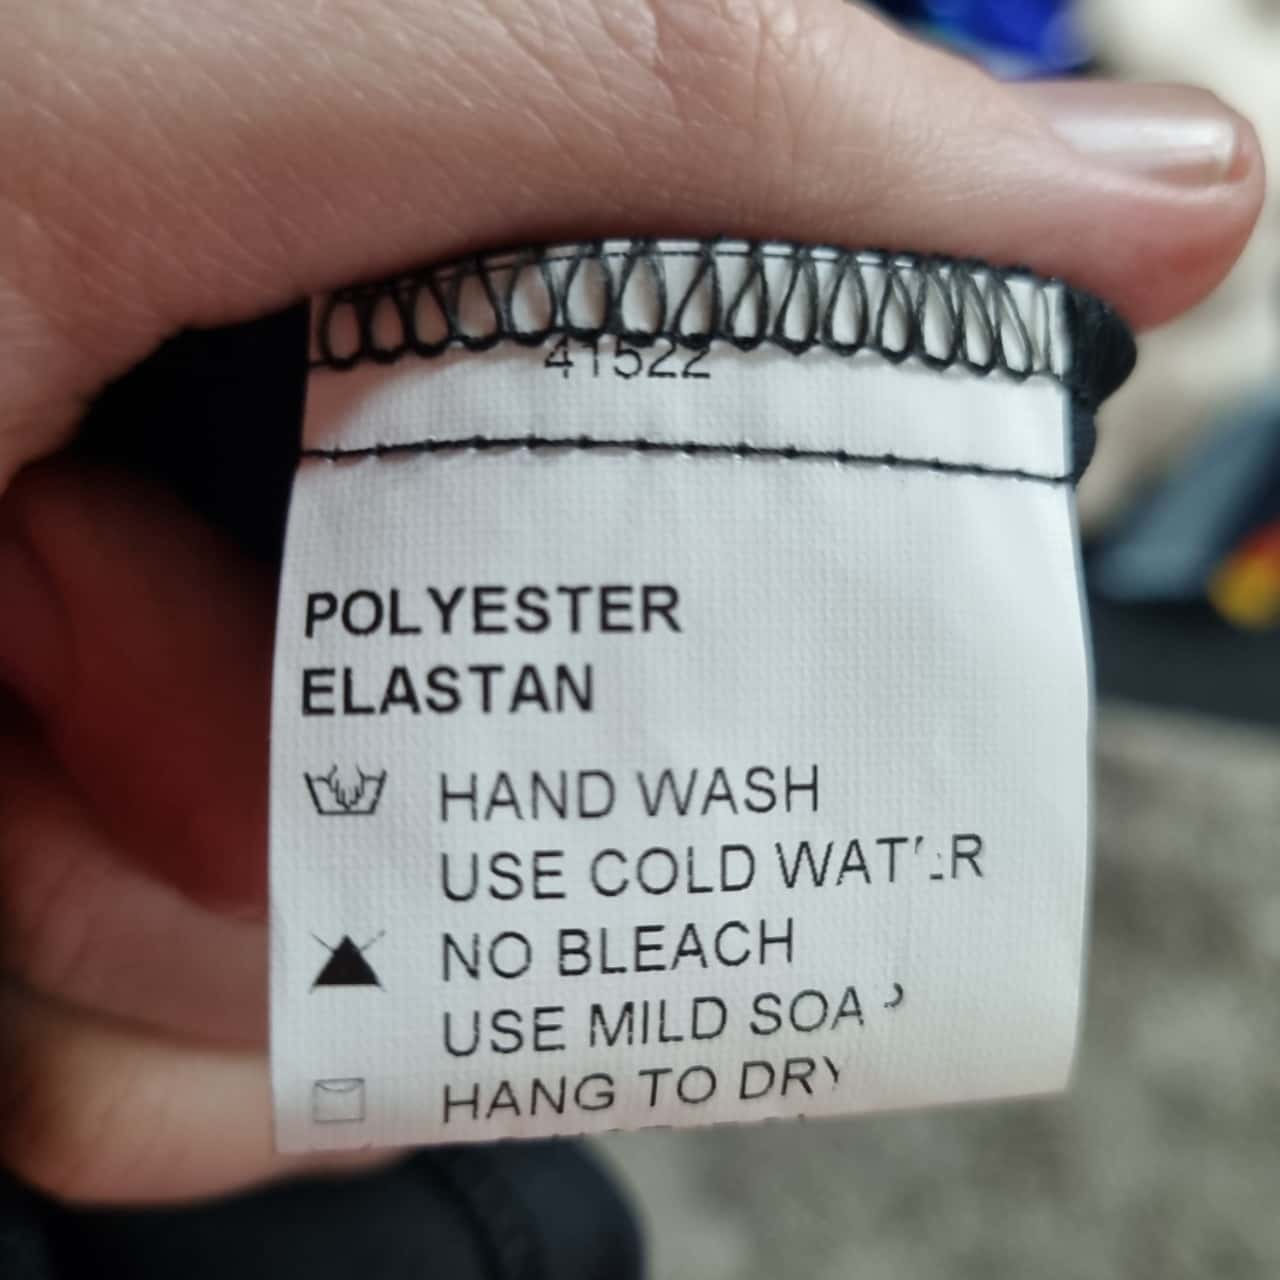 41522
POLYESTER
ELASTAN
HAND WASH
USE COLD WATER
NO BLEACH
USE MILD SOAP
HANG TO DRY